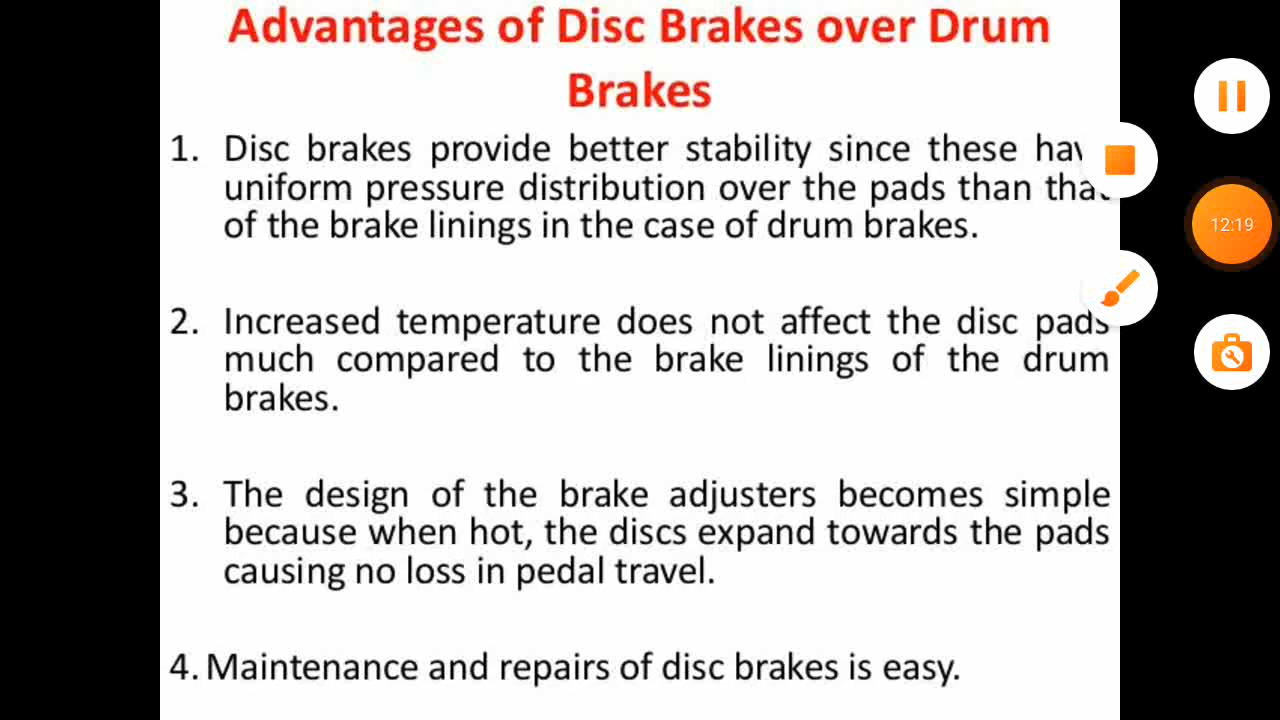 Advantages of Disc Brakes over Drum
Brakes
1. Disc brakes provide better stability since these
uniform pressure distribution over the pads than that
of the brake linings in the case of drum brakes.
2. Increased temperature does not affect the disc pads
much compared to the brake linings of the drum
brakes.
3. The design of the brake adjusters becomes simple
because when hot, the discs expand towards the pads
causing no loss in pedal travel.
4. Maintenance and repairs of disc brakes is easy.
12:19